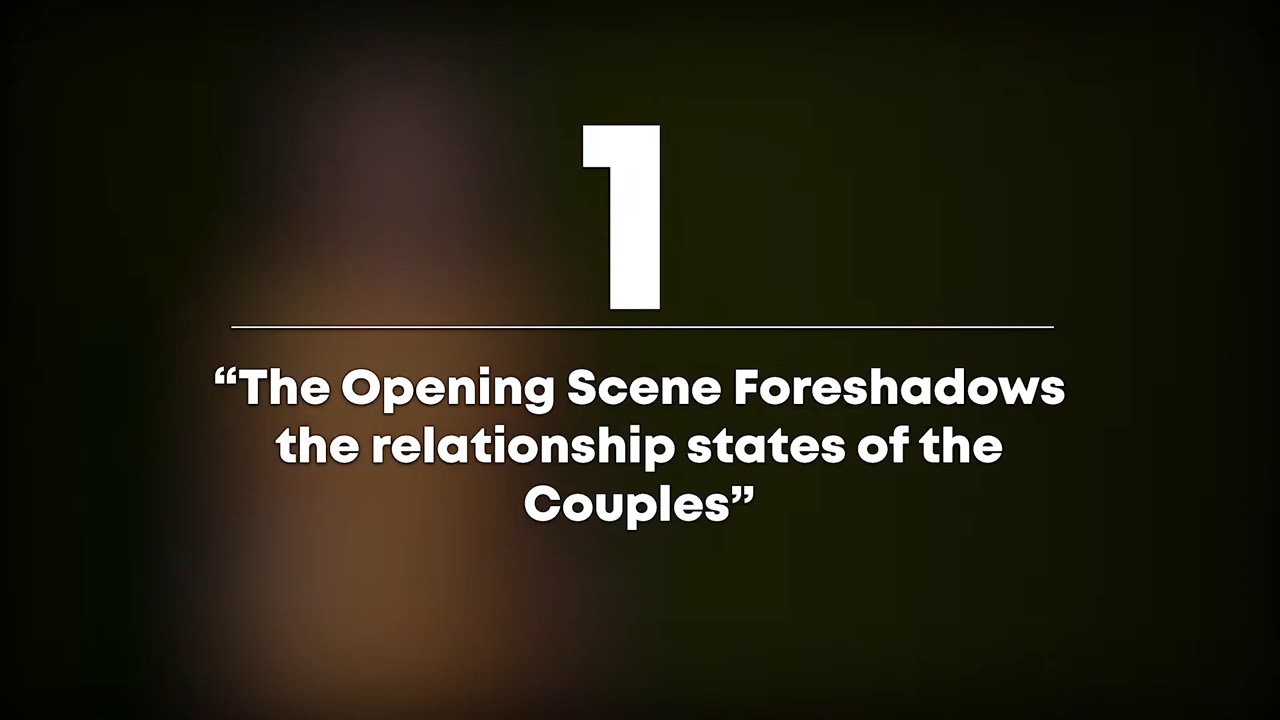 1
“The Opening Scene Foreshadows
the relationship states of the
Couples”